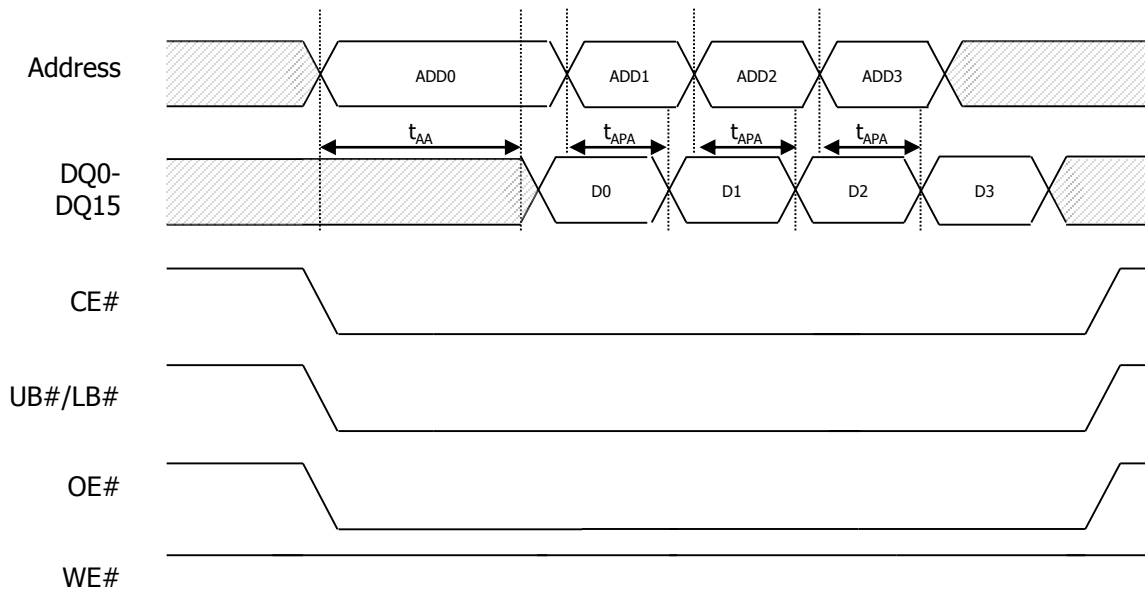 Address
ADD0 ADD1 ADD2 ADD3
tAA tAPA tAPA tAPA
DQ0-
DQ15
D0 D1 D2 D3
CE#
UB#/LB#
OE#
WE#